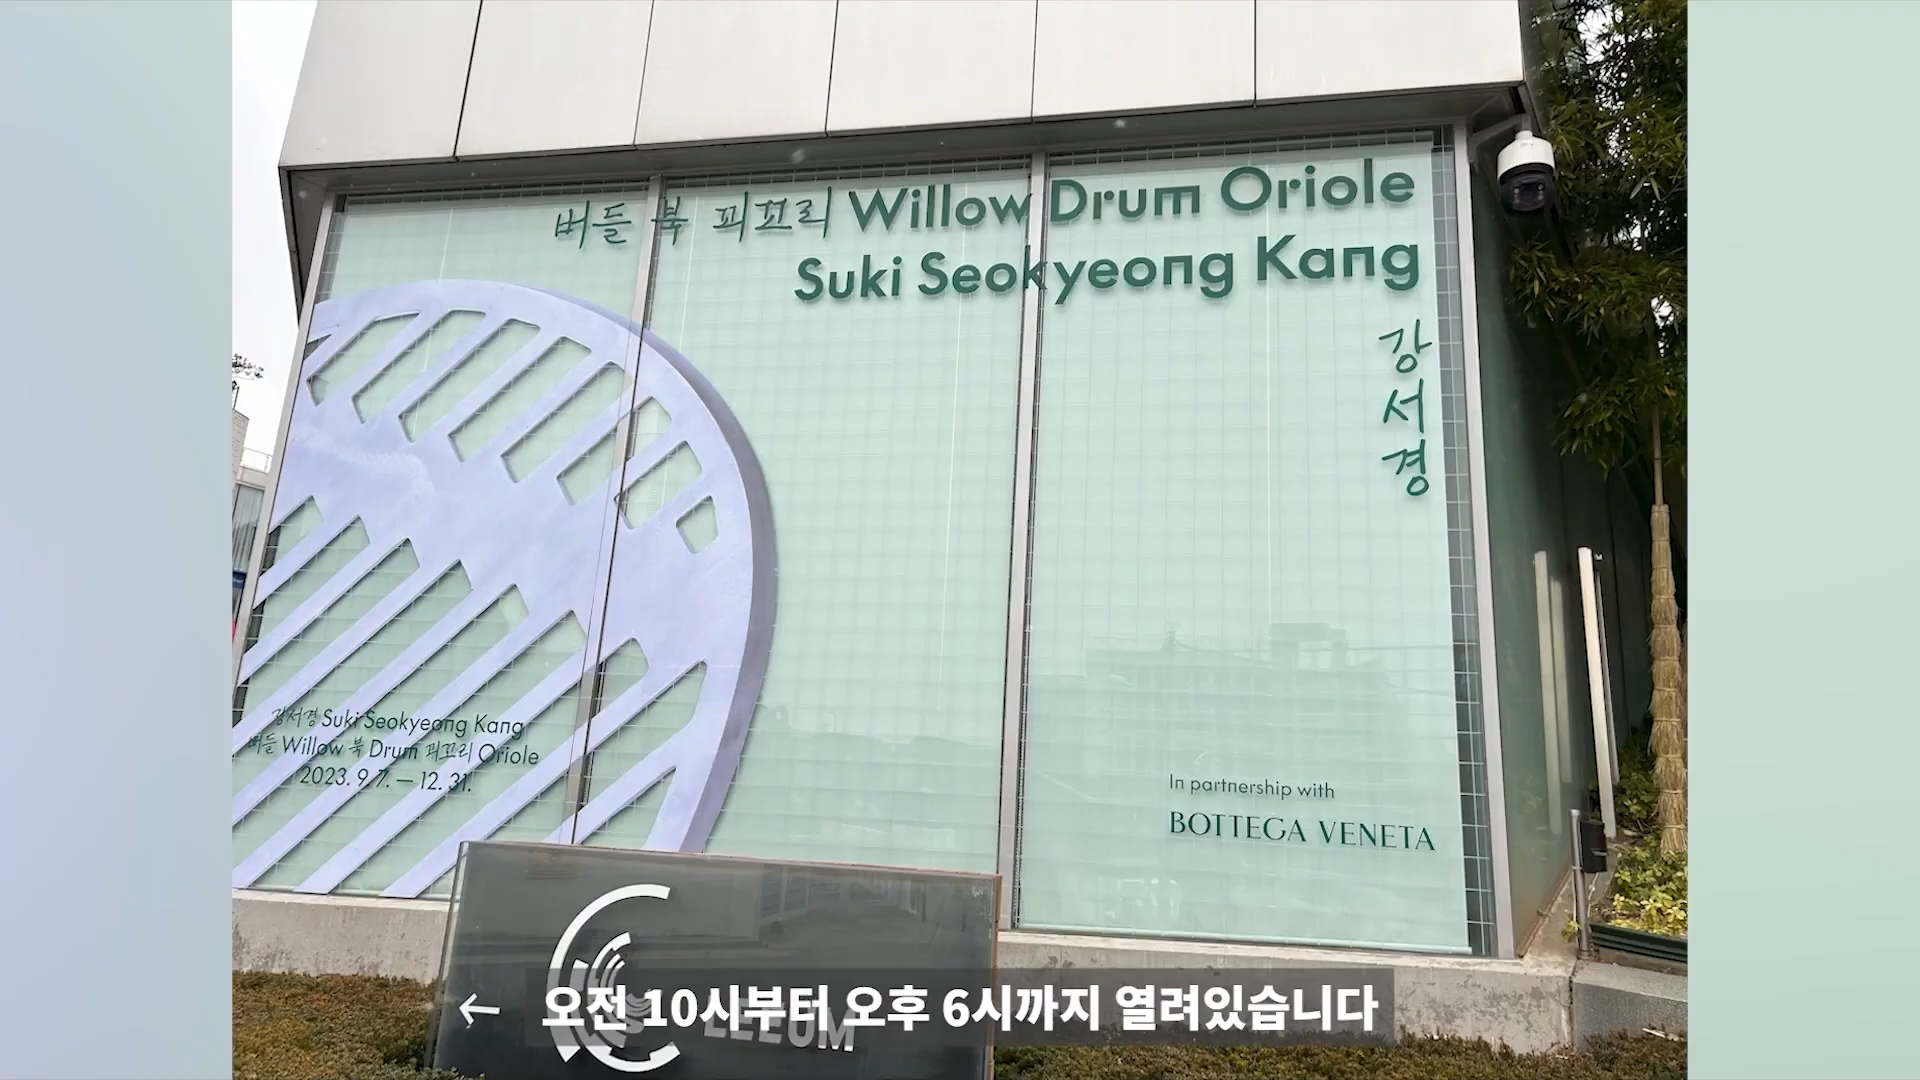 버들 북 꾀꼬리 Willow Drum Oriole
Suki Seokyeong Kang
강서경
강서경 Suki Seokyeong Kang
버들 Willow 북 Drum 꾀꼬리 Oriole
2023. 9.7. — 12. 31.
In partnership with
BOTTEGA VENETA
← LEEUM
오전 10시부터 오후 6시까지 열려있습니다